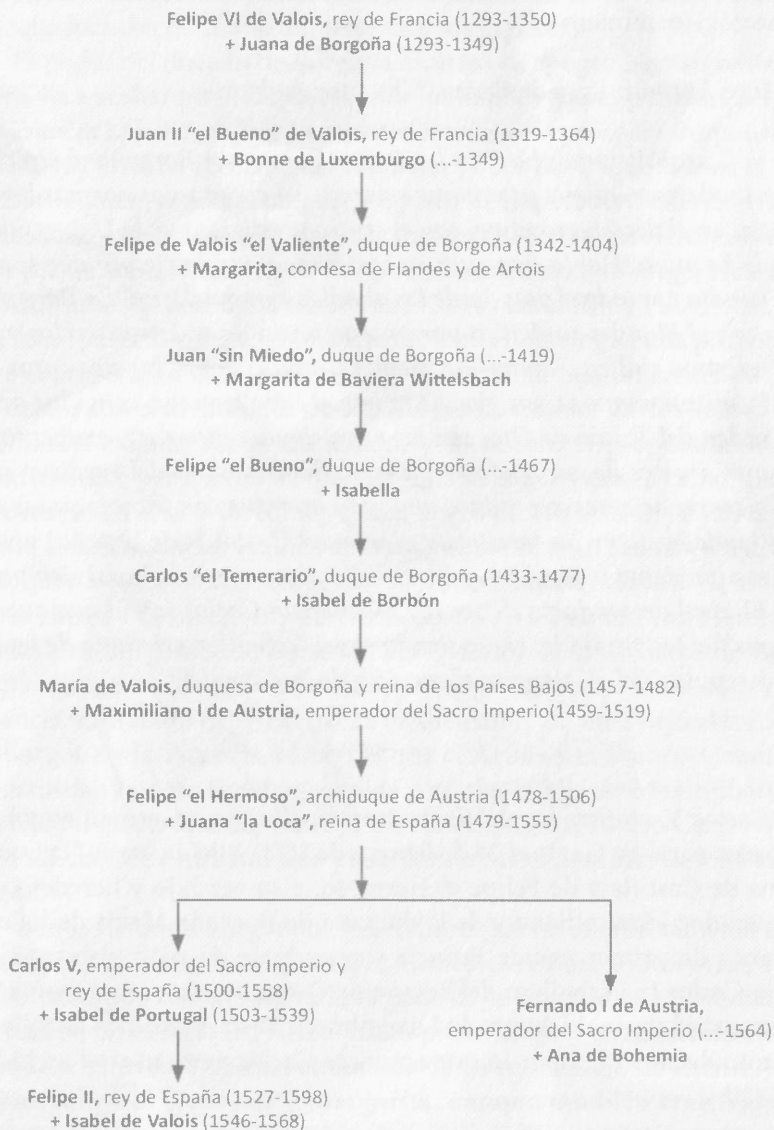 Felipe VI de Valois, rey de Francia (1293-1350)
+ Juana de Borgoña (1293-1349)
Juan II “el Bueno” de Valois, rey de Francia (1319-1364)
+ Bonne de Luxemburgo (...-1349)
Felipe de Valois “el Valiente”, duque de Borgoña (1342-1404)
+ Margarita, condesa de Flandes y de Artois
Juan “sin Miedo”, duque de Borgoña (...-1419)
+ Margarita de Baviera Wittelsbach
Felipe “el Bueno”, duque de Borgoña (...-1467)
+ Isabella
Carlos “el Temerario”, duque de Borgoña (1433-1477)
+ Isabel de Borbón
María de Valois, duquesa de Borgoña y reina de los Países Bajos (1457-1482)
+ Maximiliano I de Austria, emperador del Sacro Imperio(1459-1519)
Felipe “el Hermoso”, archiduque de Austria (1478-1506)
+ Juana “la Loca”, reina de España (1479-1555)
Carlos V, emperador del Sacro Imperio y
rey de España (1500-1558)
+ Isabel de Portugal (1503-1539)
Fernando I de Austria,
emperador del Sacro Imperio (...-1564)
+ Ana de Bohemia
Felipe II, rey de España (1527-1598)
+ Isabel de Valois (1546-1568)